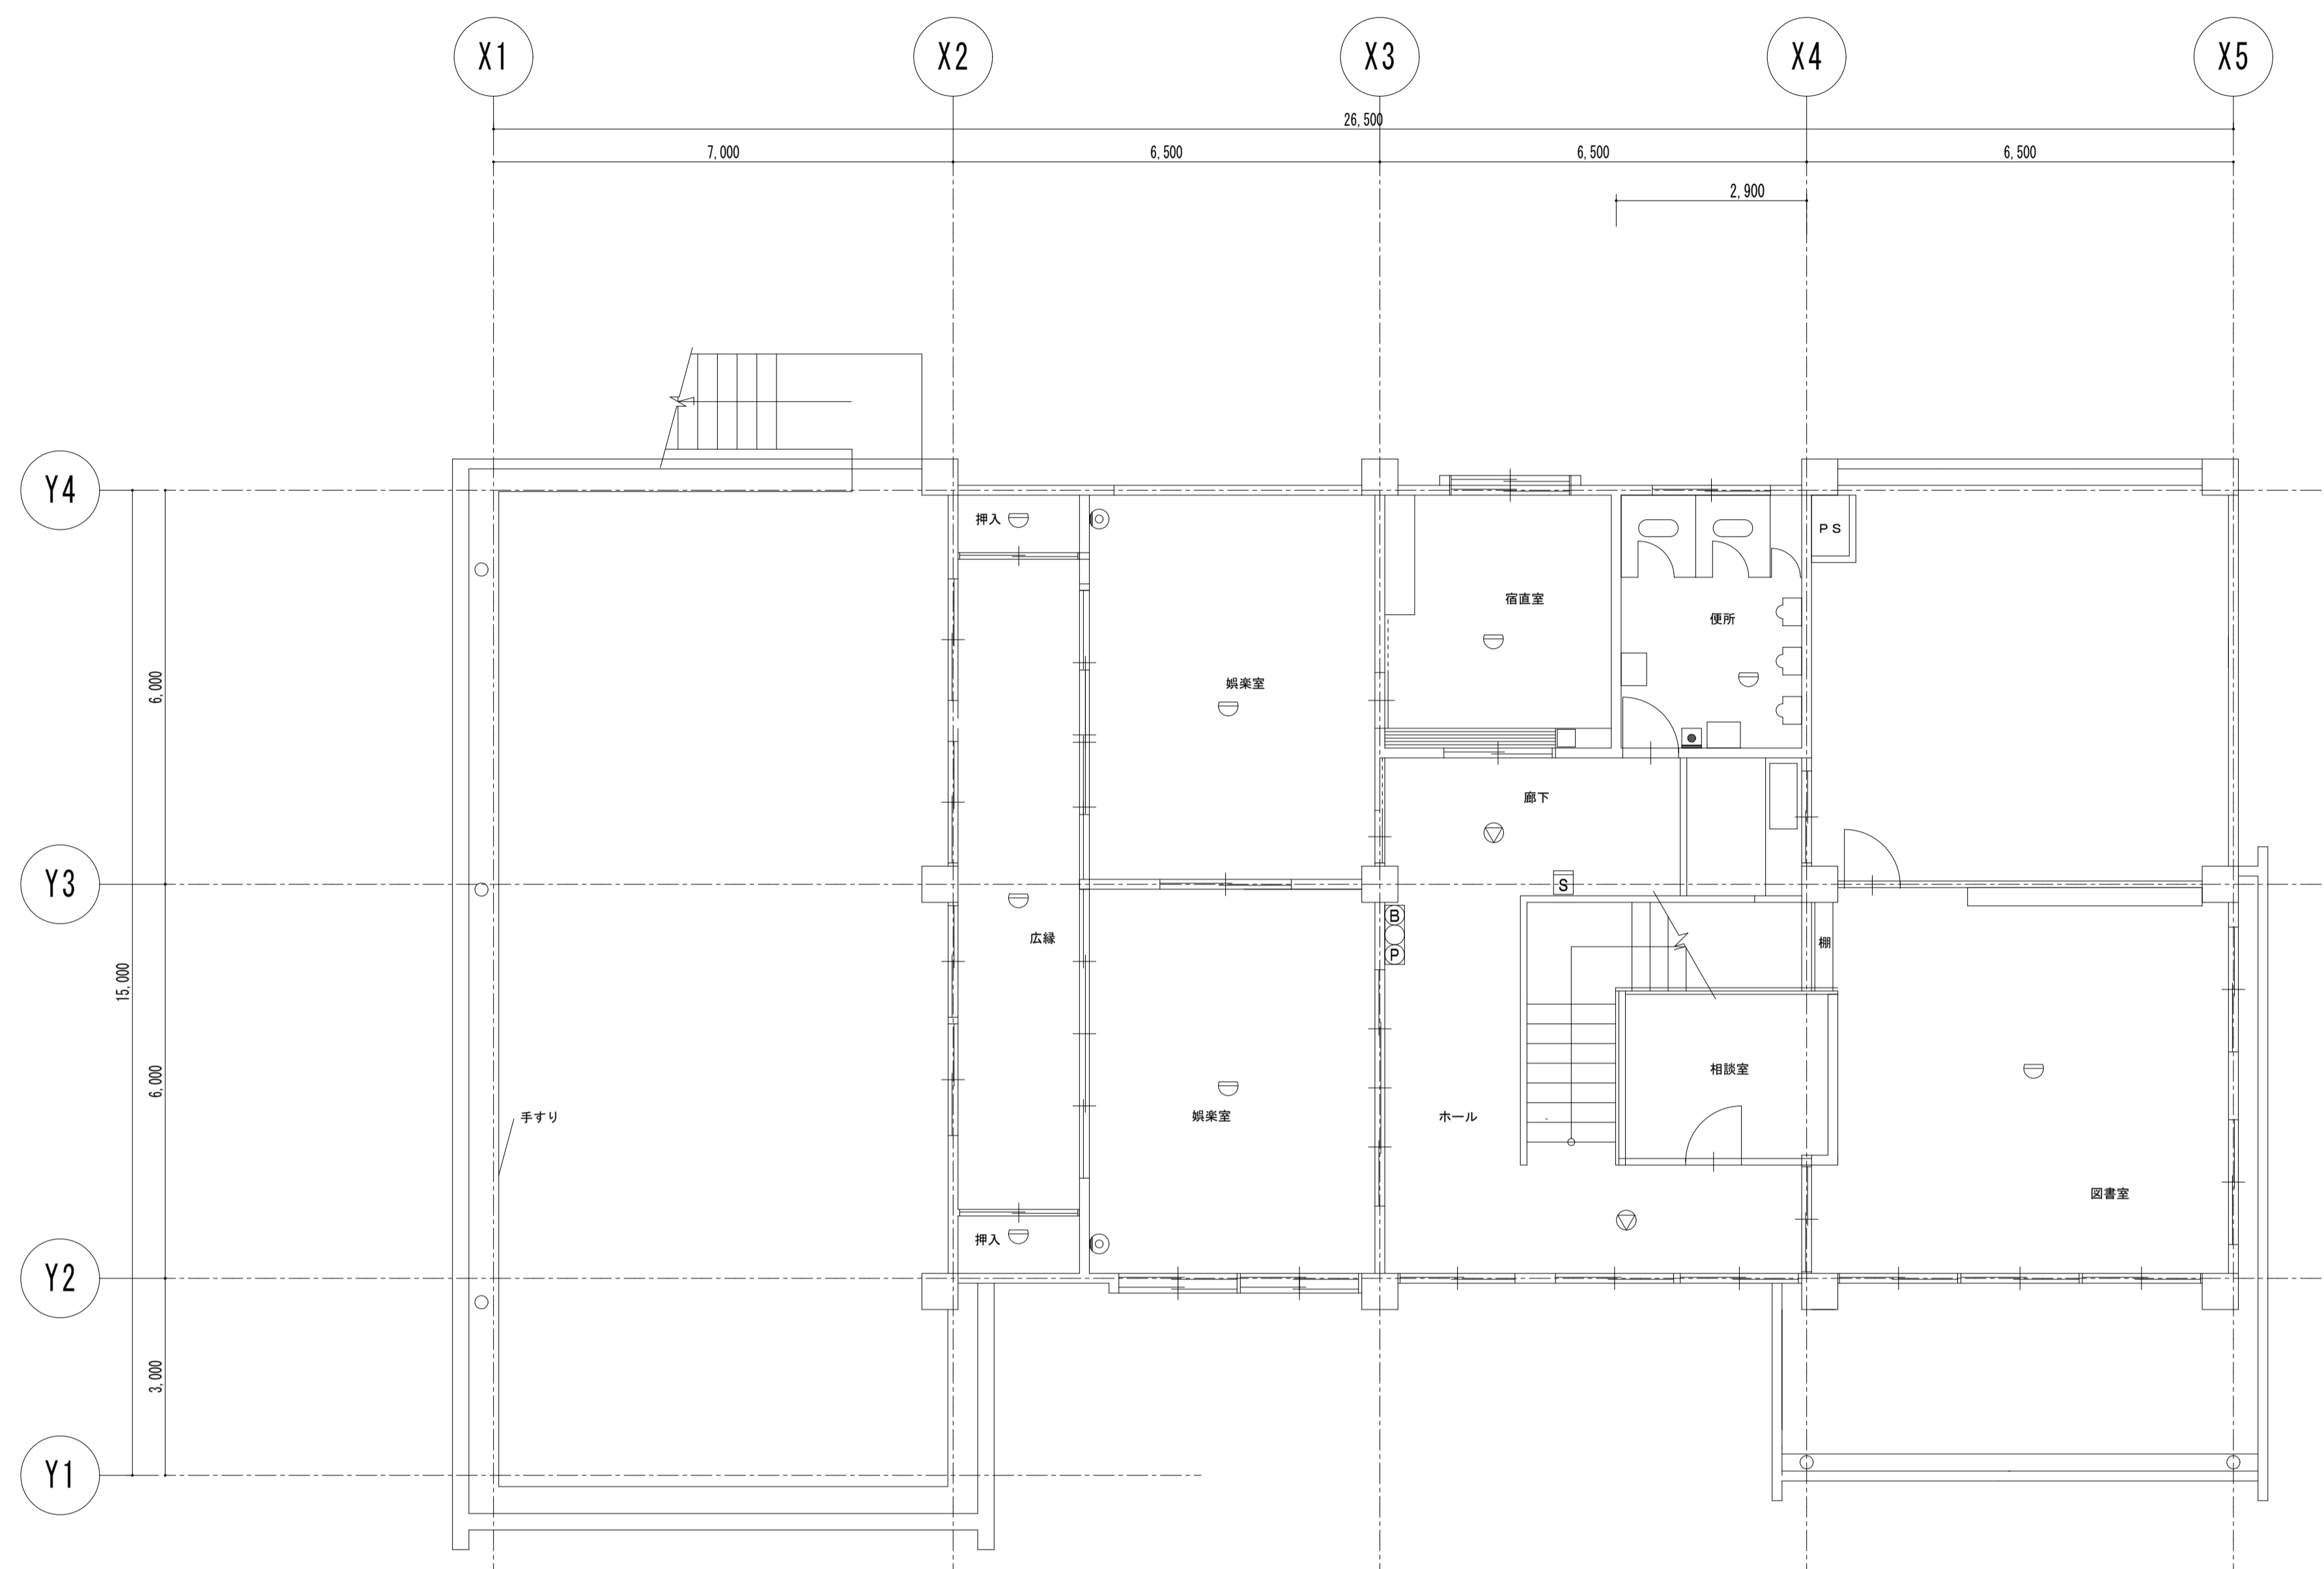 X1
X2
X3
X4
X5
26,500
7,000
6,500
6,500
6,500
2,900
Y4
押入
PS
宿直室
便所
6,000
娯楽室
廊下
Y3
S
B
P
広縁
棚
15,000
6,000
相談室
手すり
娯楽室
ホール
図書室
押入
Y2
3,000
Y1